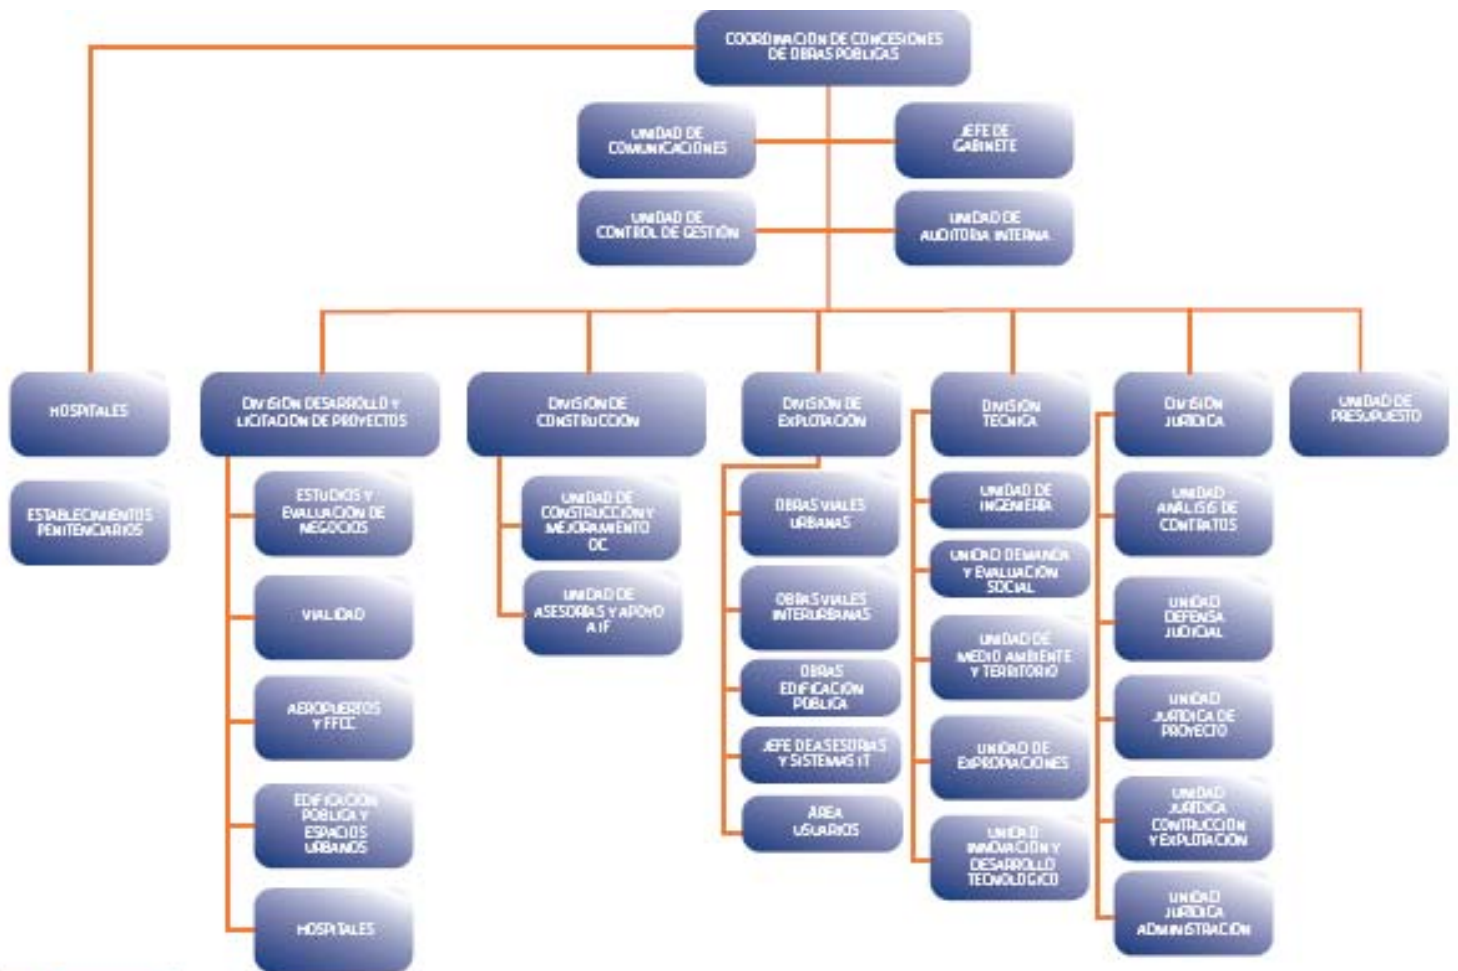 COORDINACIÓN DE CONCESIONES
DE OBRAS PÚBLICAS
UNIDAD DE
COMUNICACIONES
JEFE DE
GABINETE
UNIDAD DE
CONTROL DE GESTIÓN
UNIDAD DE
AUDITORIA INTERNA
HOSPITALES
ESTABLECIMIENTOS
PENITENCIARIOS
DIVISIÓN DESARROLLO Y
LICITACIÓN DE PROYECTOS
ESTUDIOS Y
EVALUACIÓN DE
NEGOCIOS
VIALIDAD
AEROPUERTOS
Y FFCC
EDIFICACIÓN
PÚBLICA Y
ESPACIOS
URBANOS
HOSPITALES
DIVISIÓN DE
CONSTRUCCIÓN
UNIDAD DE
CONSTRUCCIÓN Y
MEJORAMIENTO
OC
UNIDAD DE
ASESORÍAS Y APOYO
A IF
DIVISIÓN DE
EXPLOTACIÓN
OBRAS VIALES
URBANAS
OBRAS VIALES
INTERURBANAS
OBRAS
EDIFICACIÓN
PÚBLICA
JEFE DE ASESORIAS
Y SISTEMAS IT
ÁREA
USUARIOS
DIVISIÓN
TÉCNICA
UNIDAD DE
INGENIERÍA
UNIDAD DEMANDA
Y EVALUACIÓN
SOCIAL
UNIDAD DE
MEDIO AMBIENTE
Y TERRITORIO
UNIDAD DE
EXPROPIACIONES
UNIDAD
INNOVACIÓN Y
DESARROLLO
TECNOLÓGICO
DIVISIÓN
JURÍDICA
UNIDAD
ANÁLISIS DE
CONTRATOS
UNIDAD
DEFENSA
JUDICIAL
UNIDAD
JURÍDICA DE
PROYECTO
UNIDAD
JURÍDICA
CONTRUCCIÓN
Y EXPLOTACIÓN
UNIDAD
JURÍDICA
ADMINISTRACIÓN
UNIDAD DE
PRESUPUESTO